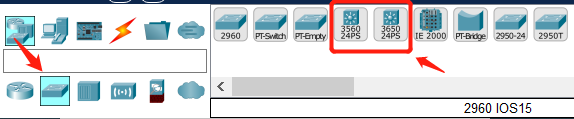 2960
PT-Switch
PT-Empty
3560
24PS
3650
24PS
IE 2000
PT-Bridge
2950-24
2950T
2960 IOS15